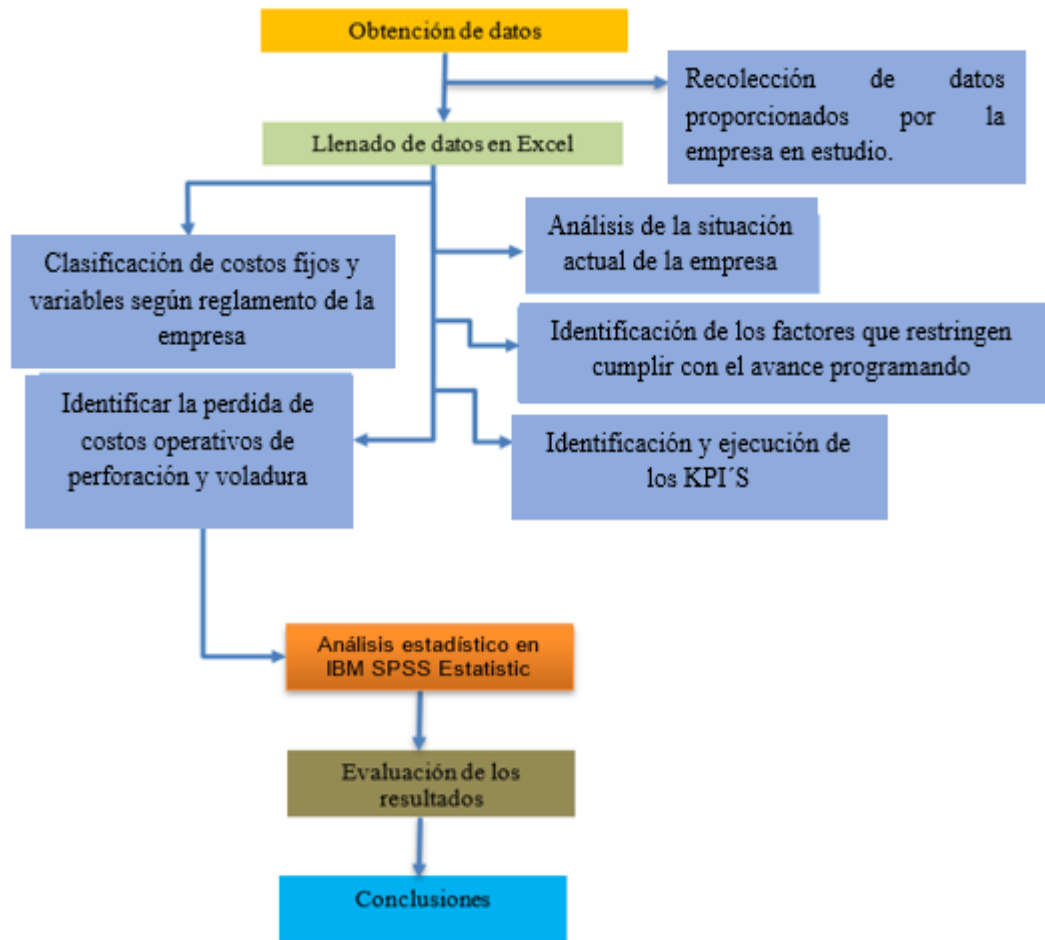 Obtención de datos
Recolección de datos
proporcionados por la
empresa en estudio.
Llenado de datos en Excel
Análisis de la situación
actual de la empresa
Clasificación de costos fijos y
variables según reglamento de la
empresa
Identificación de los factores que restringen
cumplir con el avance programando
Identificar la perdida de
costos operativos de
perforación y voladura
Identificación y ejecución de
los KPI´S
Análisis estadístico en
IBM SPSS Estatistic
Evaluación de los
resultados
Conclusiones